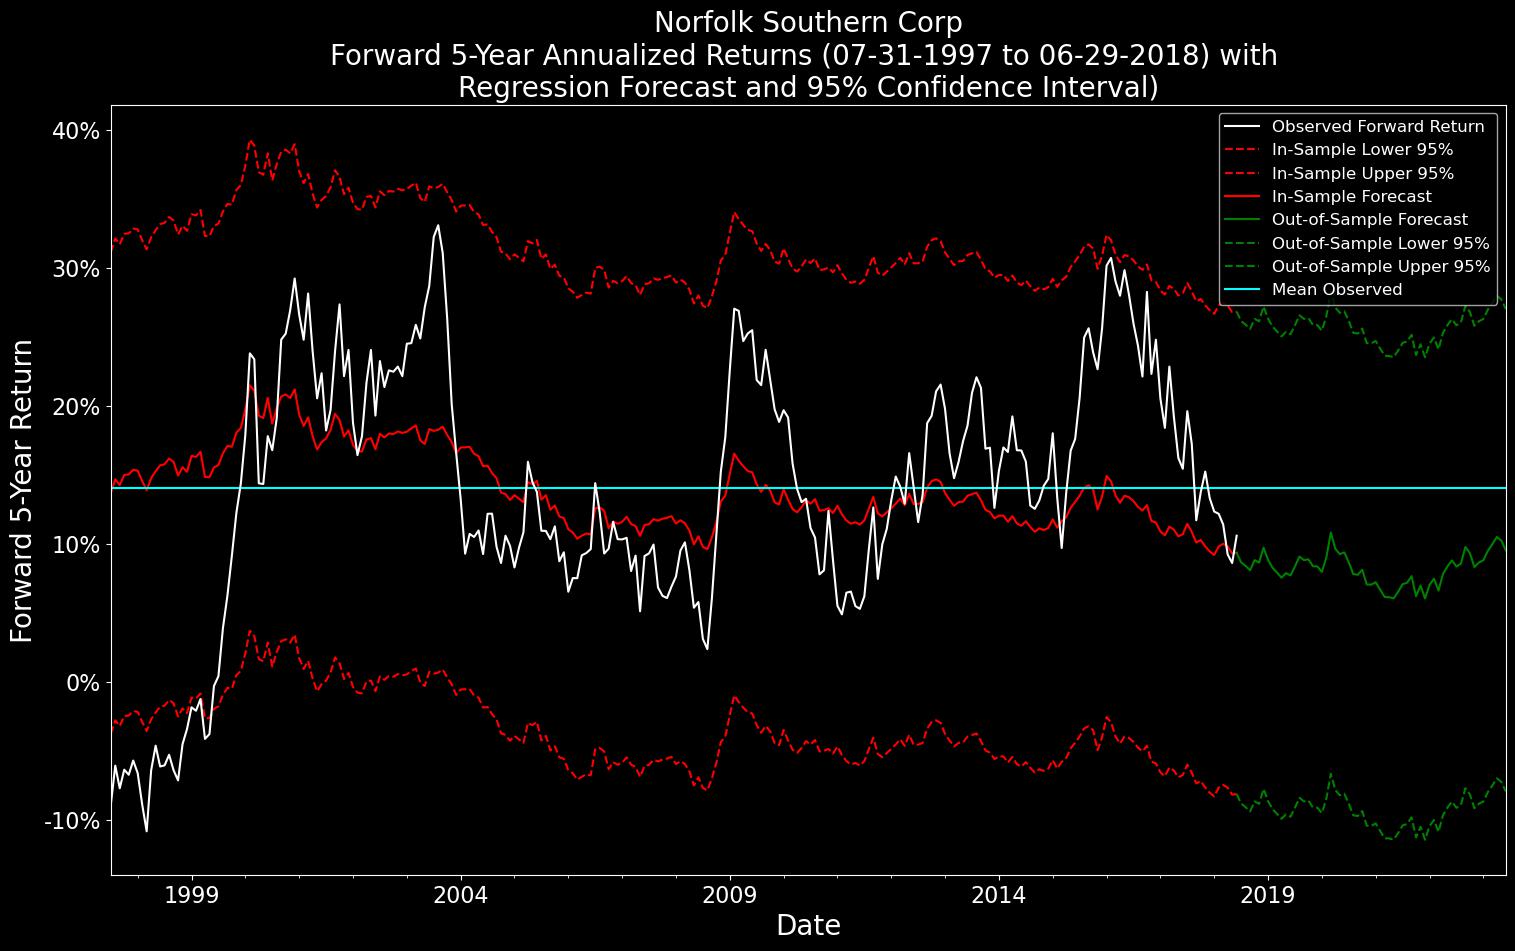 Norfolk Southern Corp
Forward 5-Year Annualized Returns (07-31-1997 to 06-29-2018) with
Regression Forecast and 95% Confidence Interval)
Observed Forward Return
In-Sample Lower 95%
In-Sample Upper 95%
In-Sample Forecast
Out-of-Sample Forecast
Out-of-Sample Lower 95%
Out-of-Sample Upper 95%
Mean Observed
Forward 5-Year Return
40%
30%
20%
10%
0%
-10%
1999
2004
2009
2014
2019
Date